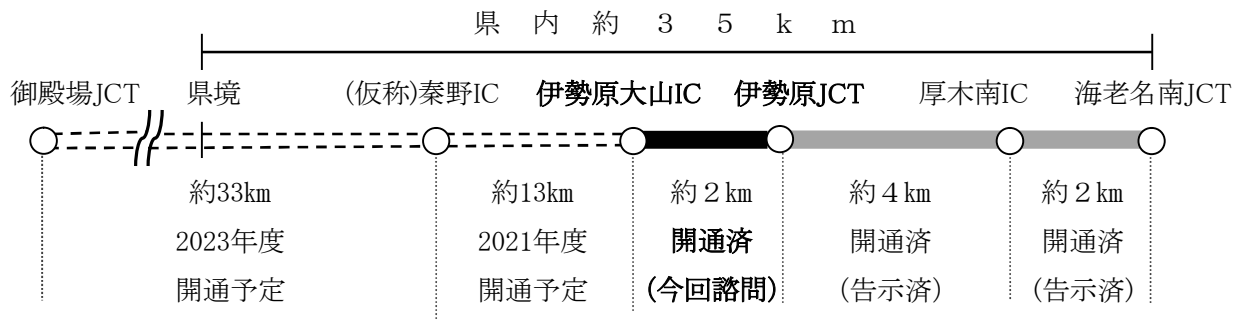 県内約３５ｋｍ
御殿場JCT 県境 (仮称)秦野IC 伊勢原大山IC 伊勢原JCT 厚木南IC 海老名南JCT
約33㎞ 約13㎞ 約２㎞ 約４㎞ 約２㎞
2023年度 2021年度 開通済 開通済 開通済
開通予定 開通予定 (今回諮問) (告示済) (告示済)